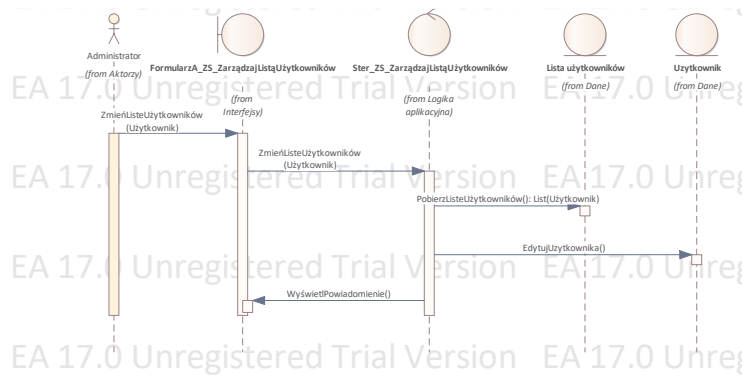 Administrator
(from Aktorzy)
FormularzA_ZS_ZarządzajListąUżytkowników
(from
Interfejsy)
Ster_ZS_ZarządzajListąUżytkowników
(from Logika
aplikacyjna)
Lista użytkowników
(from Dane)
Uzytkownik
(from Dane)
EA 17.0 Unregistered Trial Version EA 17.0 Unreg
ZmieńListeUżytkowników
(Użytkownik)
ZmieńListeUżytkowników
(Użytkownik)
EA 17.0 Unregistered Trial Version EA 17.0 Unreg
PobierzListeUżytkowników(): List(Użytkownik)
EdytujUzytkownika()
EA 17.0 Unregistered Trial Version EA 17.0 Unreg
WyświetlPowiadomienie()
EA 17.0 Unregistered Trial Version EA 17.0 Unreg